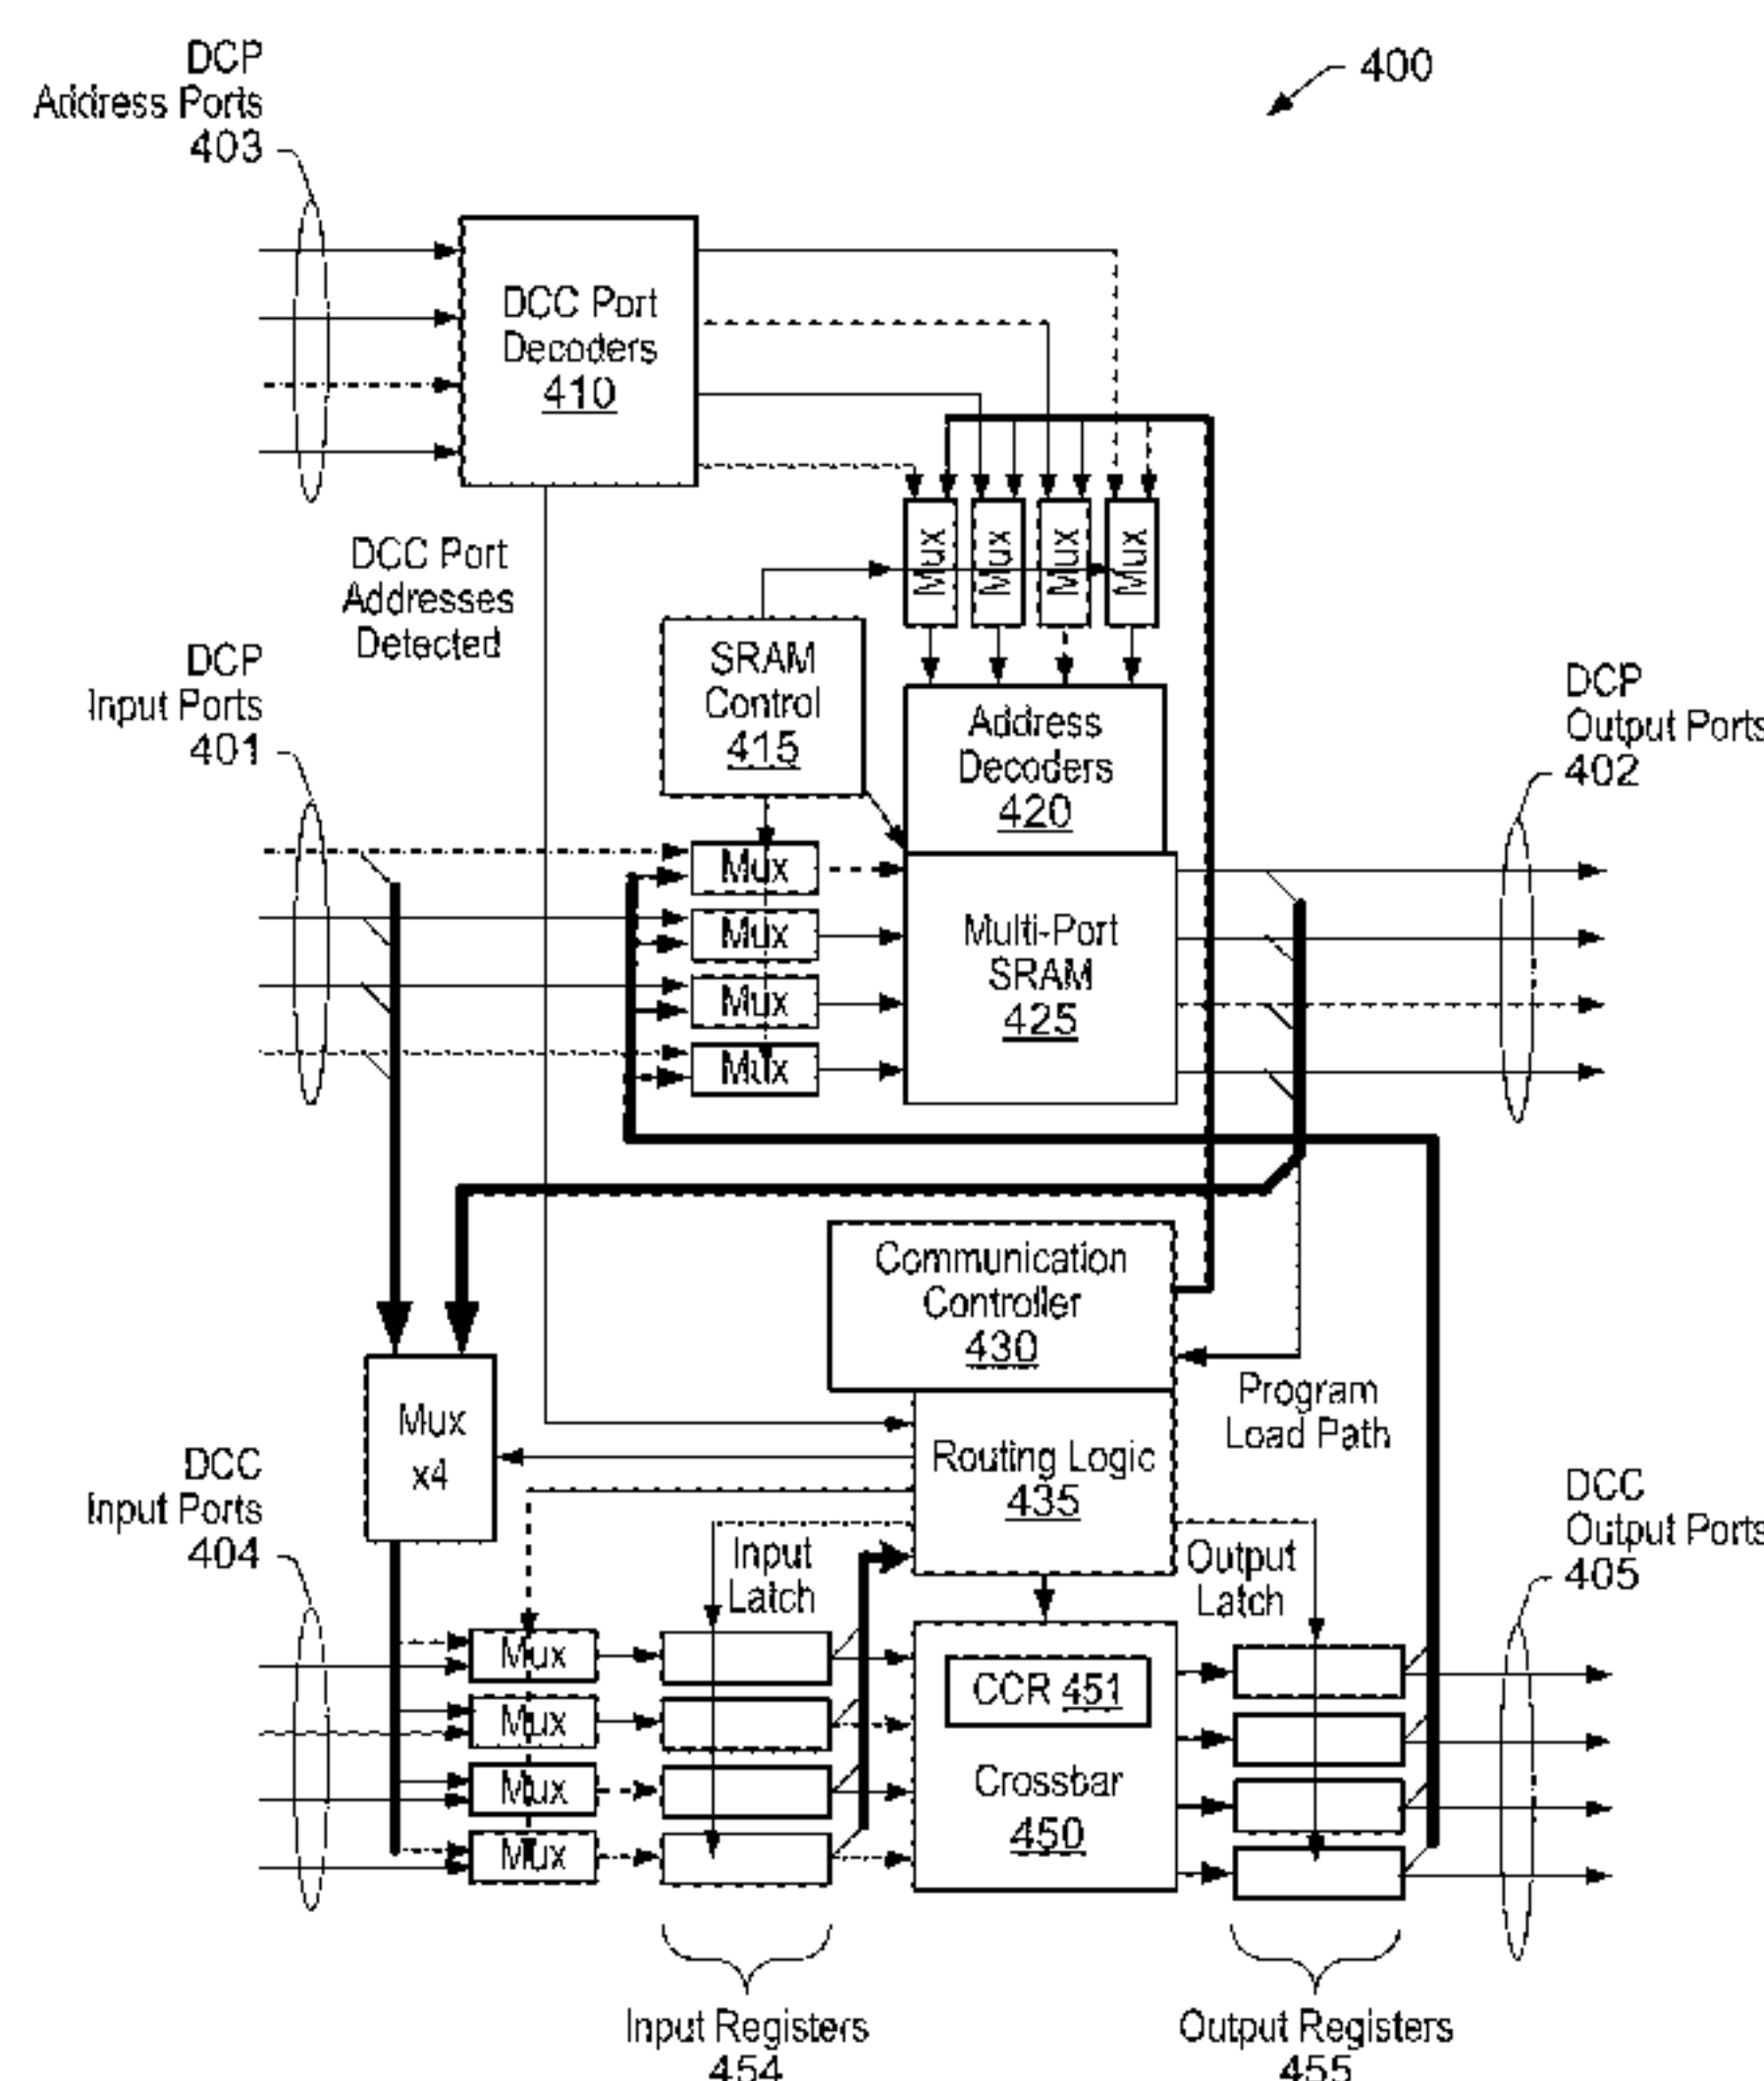 DCP
Address Ports
403
400
DCC Port
Decoders
410
DCC Port
Addresses
Detected
Mux
Mux
Mux
Mux
SRAM
Control
415
Address
Decoders
420
DCP
Input Ports
401
DCP
Output Ports
402
Mux
Mux
Mux
Mux
Multi-Port
SRAM
425
Communication
Controller
430
Program
Load Path
Mux
x4
Routing Logic
435
DCC
Input Ports
404
Input
Latch
Output
Latch
DCC
Output Ports
405
Mux
Mux
Mux
Mux
CCR 451
Crossbar
450
Input Registers
454
Output Registers
455